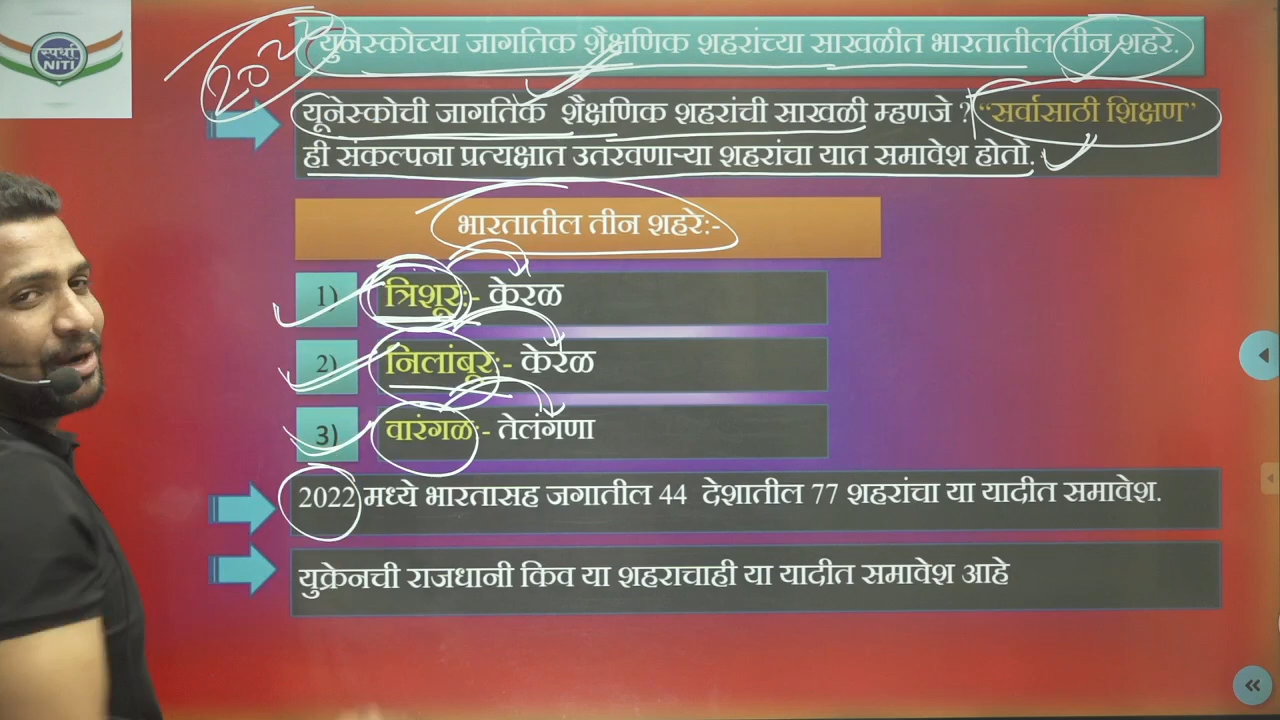 स्पर्धा
NITI
2022
युनेस्कोच्या जागतिक शैक्षणिक शहरांच्या साखळीत भारतातील तीन शहरे.
यूनेस्कोची जागतिक शैक्षणिक शहरांची साखळी म्हणजे ? “सर्वासाठी शिक्षण”
ही संकल्पना प्रत्यक्षात उतरवणाऱ्या शहरांचा यात समावेश होतो.
भारतातील तीन शहरे:-
1) त्रिशूर:- केरळ
2) निलांबूर:- केरळ
3) वारंगळ:- तेलंगणा
2022 मध्ये भारतासह जगातील 44 देशातील 77 शहरांचा या यादीत समावेश.
युक्रेनची राजधानी किव या शहराचाही या यादीत समावेश आहे